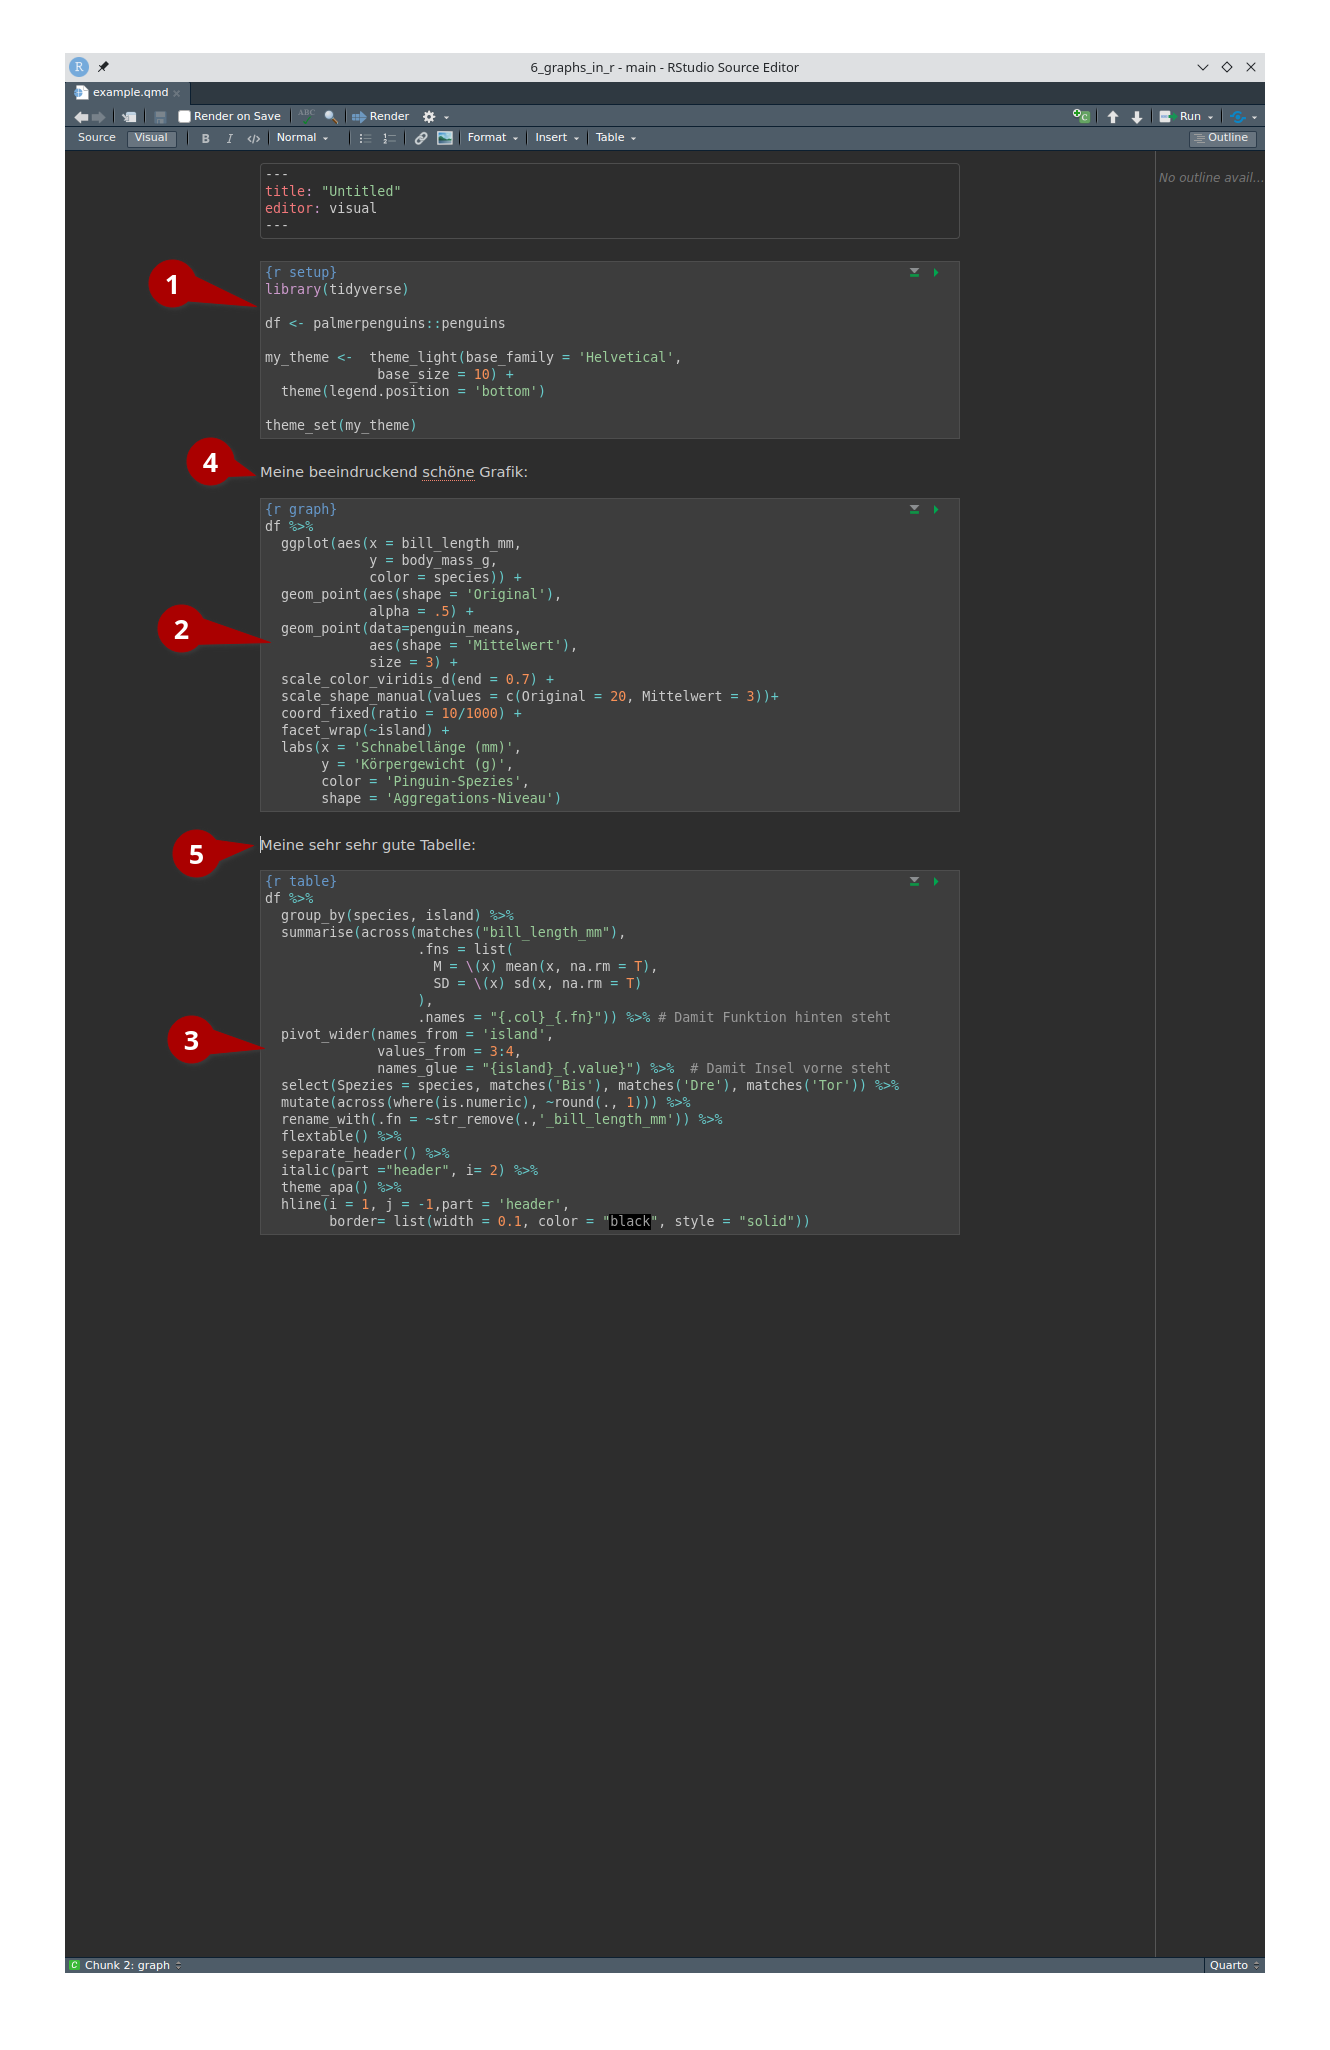 6_graphs_in_r - main - RStudio Source Editor
example.qmd
Render on Save ABC Render Run
Source Visual B I </> Normal Format Insert Table Outline
No outline avail...
---
title: "Untitled"
editor: visual
---
1
{r setup}
library(tidyverse)
df <- palmerpenguins::penguins
my_theme <-  theme_light(base_family = 'Helvetical',
              base_size = 10) +
  theme(legend.position = 'bottom')
theme_set(my_theme)
4
Meine beeindruckend schöne Grafik:
{r graph}
df %>%
  ggplot(aes(x = bill_length_mm,
             y = body_mass_g,
             color = species)) +
  geom_point(aes(shape = 'Original'),
             alpha = .5) +
2
  geom_point(data=penguin_means,
             aes(shape = 'Mittelwert'),
             size = 3) +
  scale_color_viridis_d(end = 0.7) +
  scale_shape_manual(values = c(Original = 20, Mittelwert = 3))+
  coord_fixed(ratio = 10/1000) +
  facet_wrap(~island) +
  labs(x = 'Schnabellänge (mm)',
       y = 'Körpergewicht (g)',
       color = 'Pinguin-Spezies',
       shape = 'Aggregations-Niveau')
5
Meine sehr sehr gute Tabelle:
{r table}
df %>%
  group_by(species, island) %>%
  summarise(across(matches("bill_length_mm"),
                   .fns = list(
                     M = \(x) mean(x, na.rm = T),
                     SD = \(x) sd(x, na.rm = T)
                   ),
                   .names = "{.col}_{.fn}")) %>% # Damit Funktion hinten steht
3
  pivot_wider(names_from = 'island',
              values_from = 3:4,
              names_glue = "{island}_{.value}") %>%  # Damit Insel vorne steht
  select(Spezies = species, matches('Bis'), matches('Dre'), matches('Tor')) %>%
  mutate(across(where(is.numeric), ~round(., 1))) %>%
  rename_with(.fn = ~str_remove(.,'_bill_length_mm')) %>%
  flextable() %>%
  separate_header() %>%
  italic(part ="header", i= 2) %>%
  theme_apa() %>%
  hline(i = 1, j = -1,part = 'header',
        border= list(width = 0.1, color = "black", style = "solid"))
Chunk 2: graph
Quarto